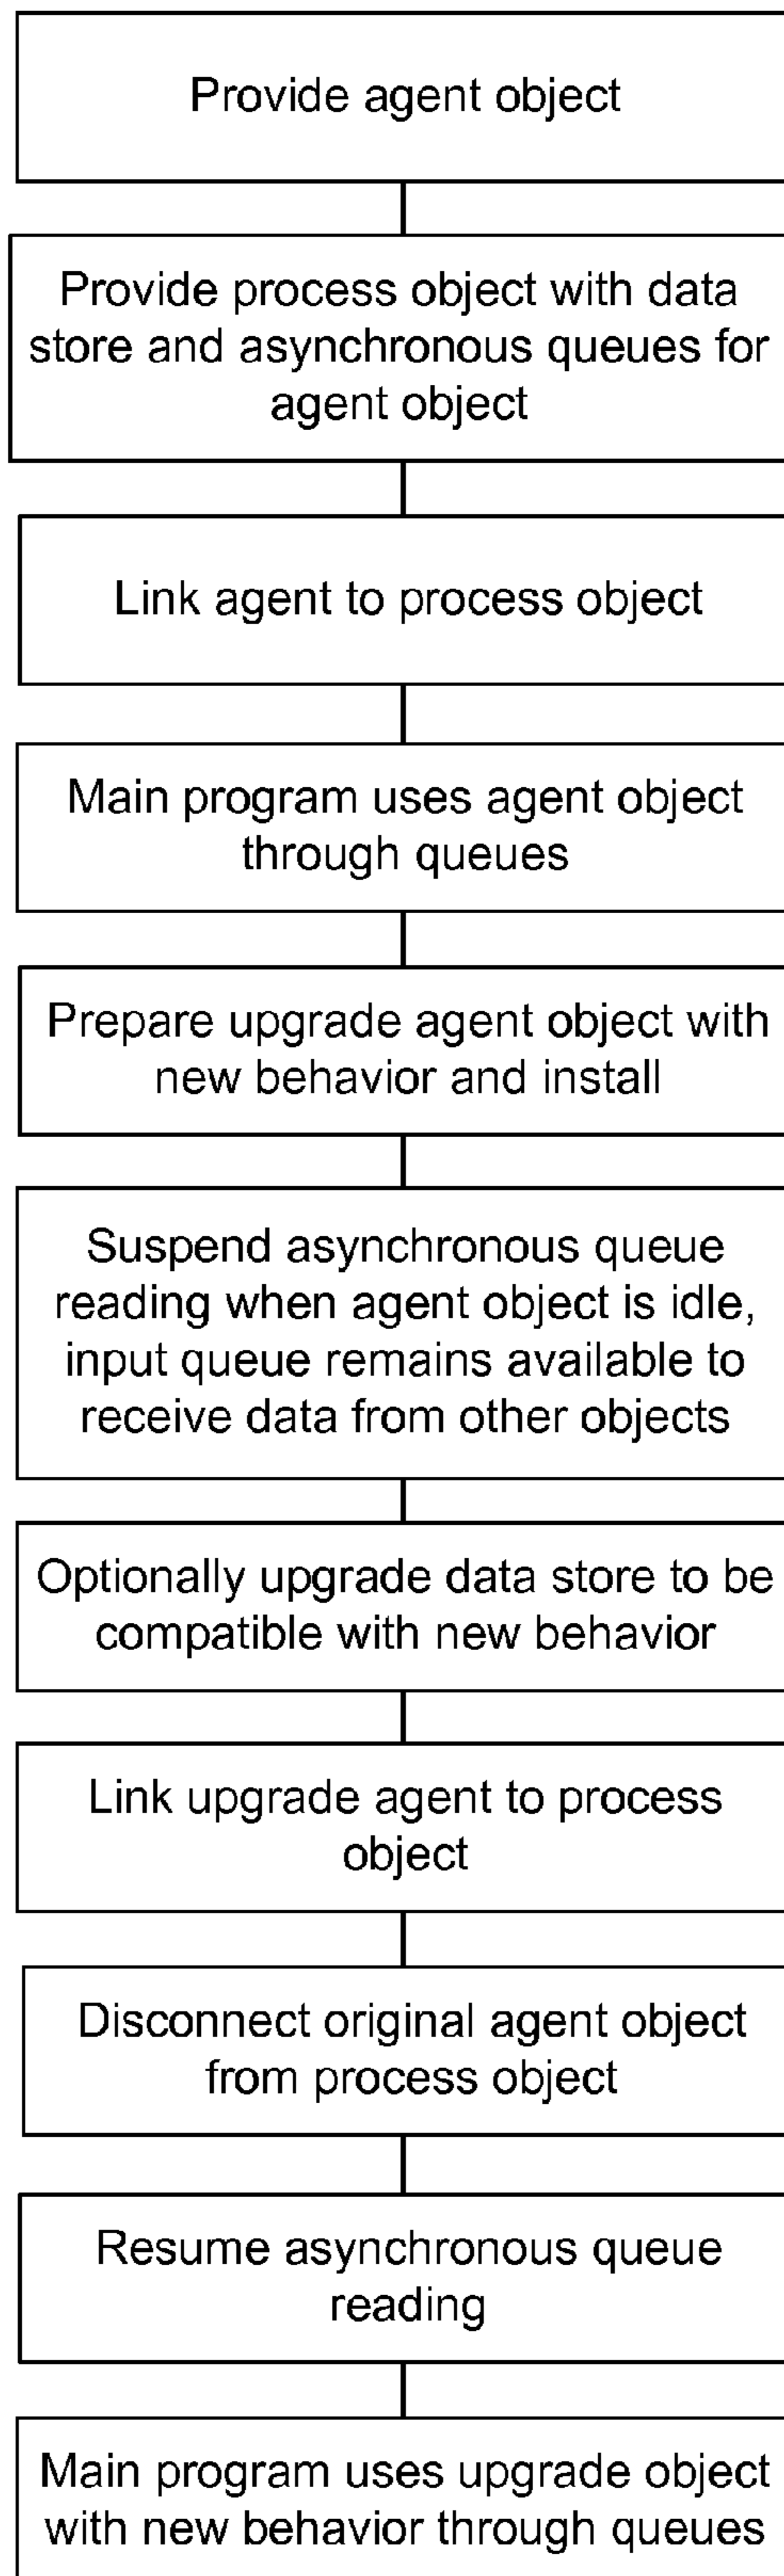 Provide agent object
Provide process object with data
store and asynchronous queues for
agent object
Link agent to process object
Main program uses agent object
through queues
Prepare upgrade agent object with
new behavior and install
Suspend asynchronous queue
reading when agent object is idle,
input queue remains available to
receive data from other objects
Optionally upgrade data store to be
compatible with new behavior
Link upgrade agent to process
object
Disconnect original agent object
from process object
Resume asynchronous queue
reading
Main program uses upgrade object
with new behavior through queues